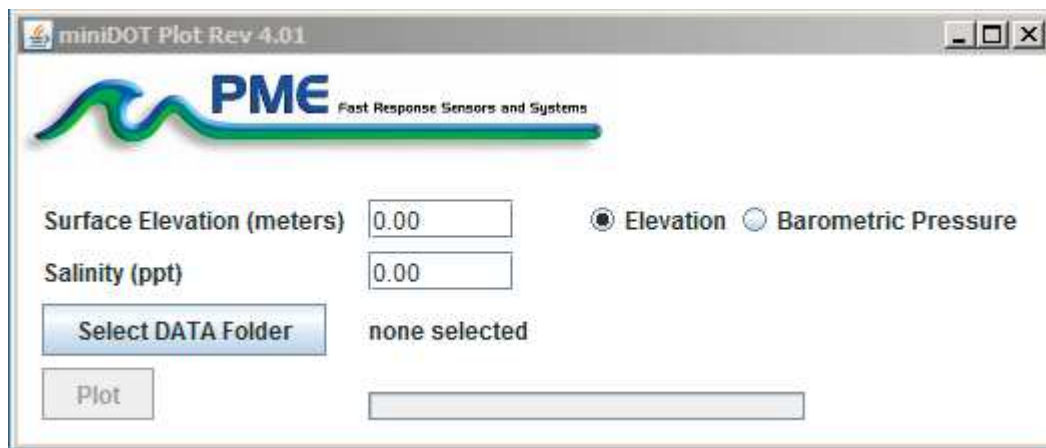 miniDOT Plot Rev 4.01
PME Fast Response Sensors and Systems
Surface Elevation (meters) 0.00 Elevation Barometric Pressure
Salinity (ppt) 0.00
Select DATA Folder none selected
Plot